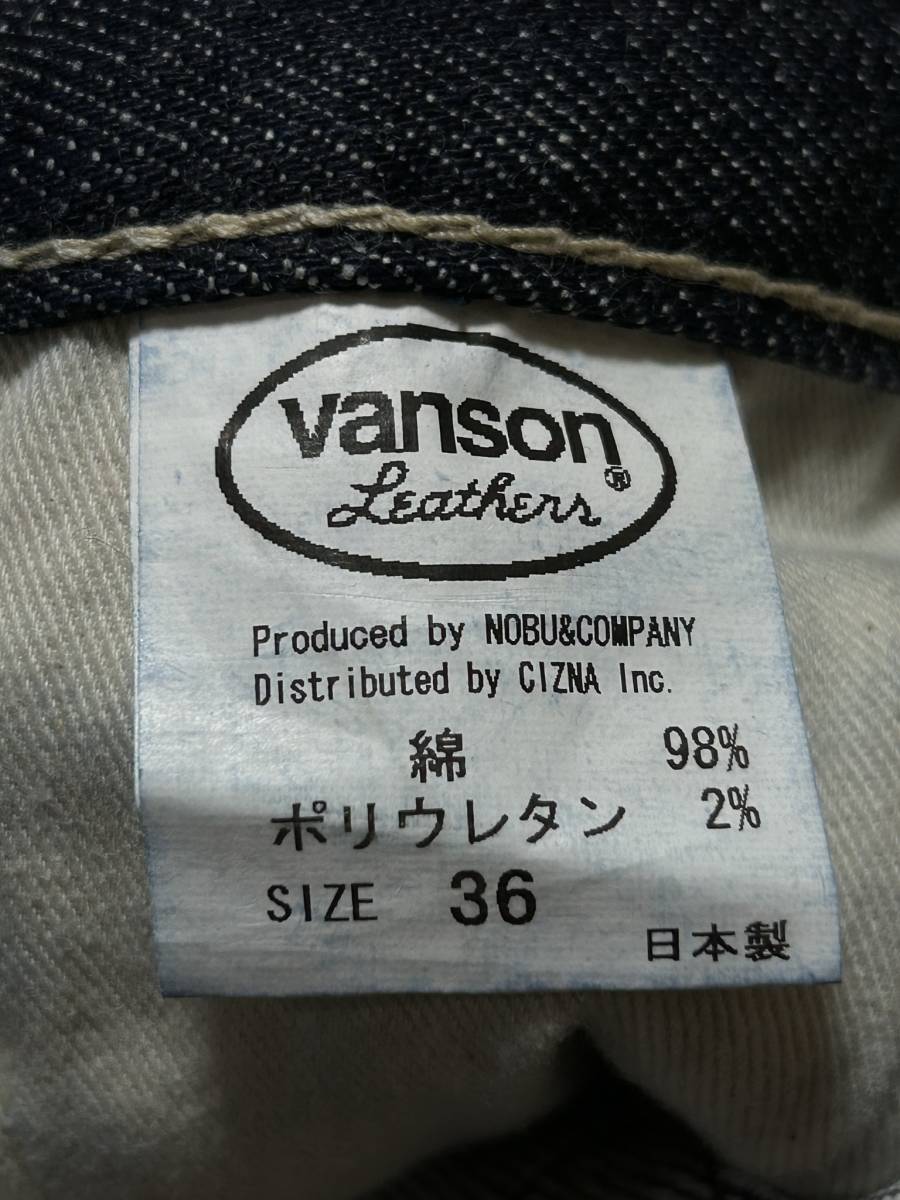 vanson
Leathers®
Produced by NOBU&COMPANY
Distributed by CIZNA Inc.
綿 98%
ポリウレタン 2%
SIZE 36
日本製